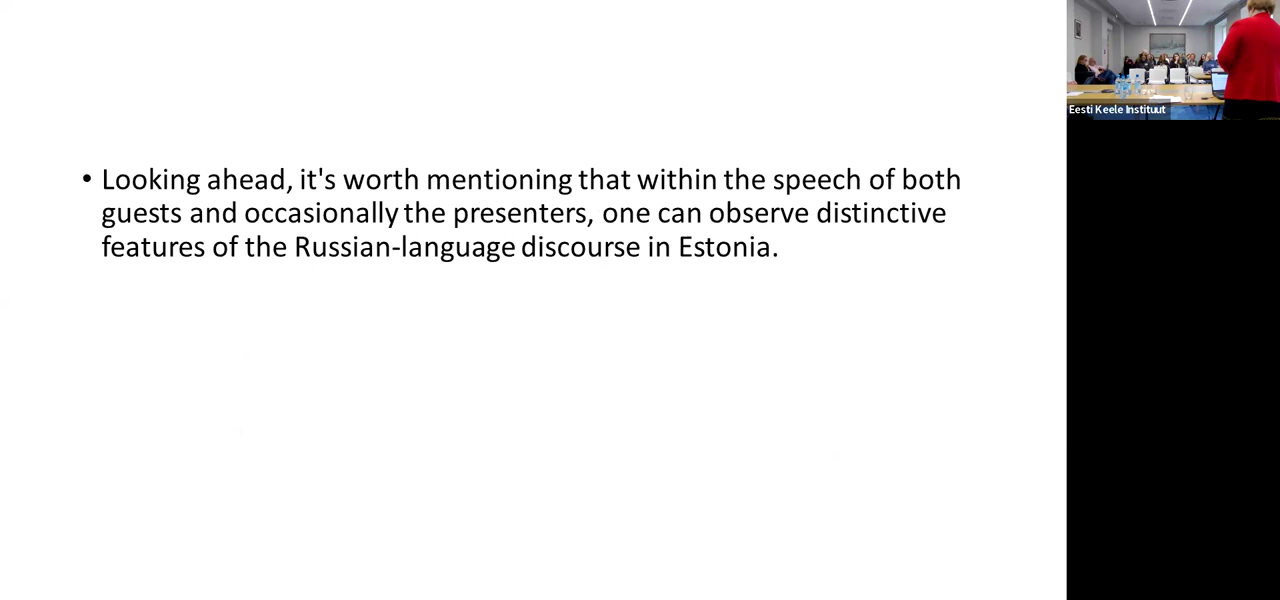 • Looking ahead, it's worth mentioning that within the speech of both
guests and occasionally the presenters, one can observe distinctive
features of the Russian-language discourse in Estonia.
Eesti Keele Instituut